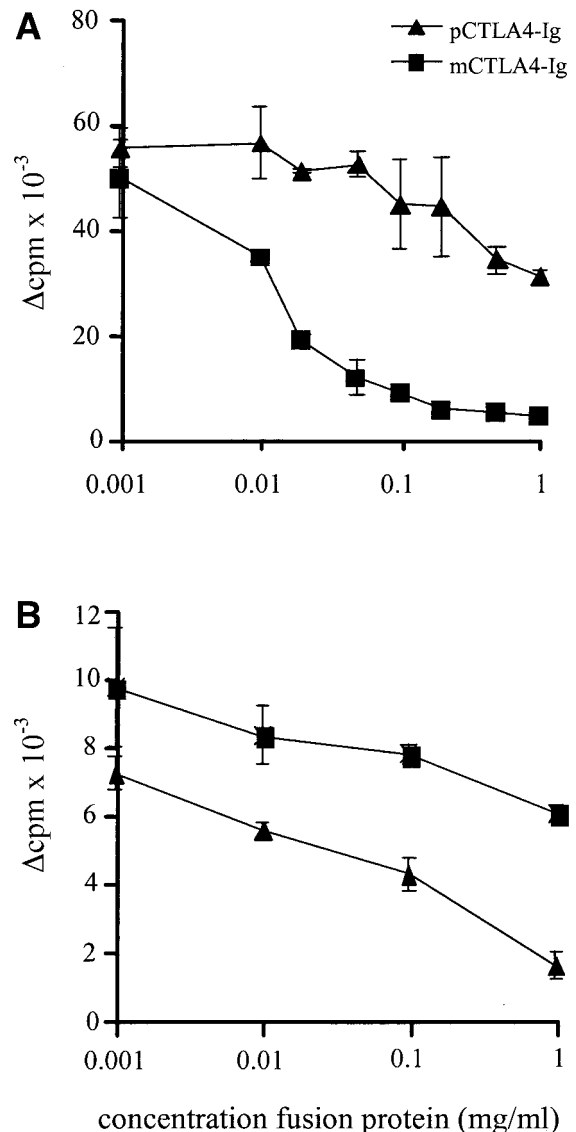 A
80
60
40
20
0
Δcpm x 10-3
pCTLA4-Ig
mCTLA4-Ig
0.001 0.01 0.1 1
B
12
10
8
6
4
2
0
Δcpm x 10-3
0.001 0.01 0.1 1
concentration fusion protein (mg/ml)